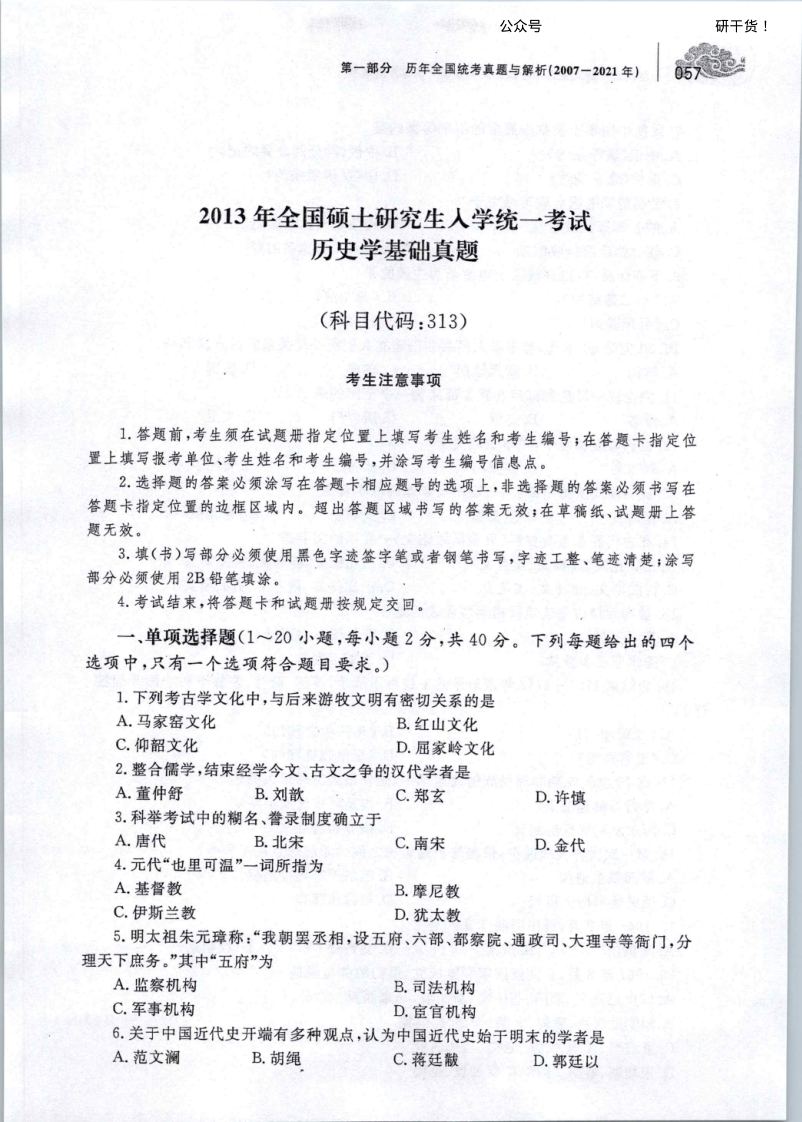 公众号 研干货！
第一部分 历年全国统考真题与解析(2007－2021年) 057
2013年全国硕士研究生入学统一考试
历史学基础真题
(科目代码:313)
考生注意事项
1.答题前,考生须在试题册指定位置上填写考生姓名和考生编号;在答题卡指定位
置上填写报考单位、考生姓名和考生编号,并涂写考生编号信息点。
2.选择题的答案必须涂写在答题卡相应题号的选项上,非选择题的答案必须书写在
答题卡指定位置的边框区域内。超出答题区域书写的答案无效;在草稿纸、试题册上答
题无效。
3.填(书)写部分必须使用黑色字迹签字笔或者钢笔书写,字迹工整、笔迹清楚;涂写
部分必须使用2B铅笔填涂。
4.考试结束,将答题卡和试题册按规定交回。
一、单项选择题(1～20小题,每小题2分,共40分。下列每题给出的四个
选项中,只有一个选项符合题目要求。)
1.下列考古学文化中,与后来游牧文明有密切关系的是
A.马家窑文化 B.红山文化
C.仰韶文化 D.屈家岭文化
2.整合儒学,结束经学今文、古文之争的汉代学者是
A.董仲舒 B.刘歆 C.郑玄 D.许慎
3.科举考试中的糊名、誊录制度确立于
A.唐代 B.北宋 C.南宋 D.金代
4.元代“也里可温”一词所指为
A.基督教 B.摩尼教
C.伊斯兰教 D.犹太教
5.明太祖朱元璋称:“我朝罢丞相,设五府、六部、都察院、通政司、大理寺等衙门,分
理天下庶务。”其中“五府”为
A.监察机构 B.司法机构
C.军事机构 D.宦官机构
6.关于中国近代史开端有多种观点,认为中国近代史始于明末的学者是
A.范文澜 B.胡绳 C.蒋廷黻 D.郭廷以